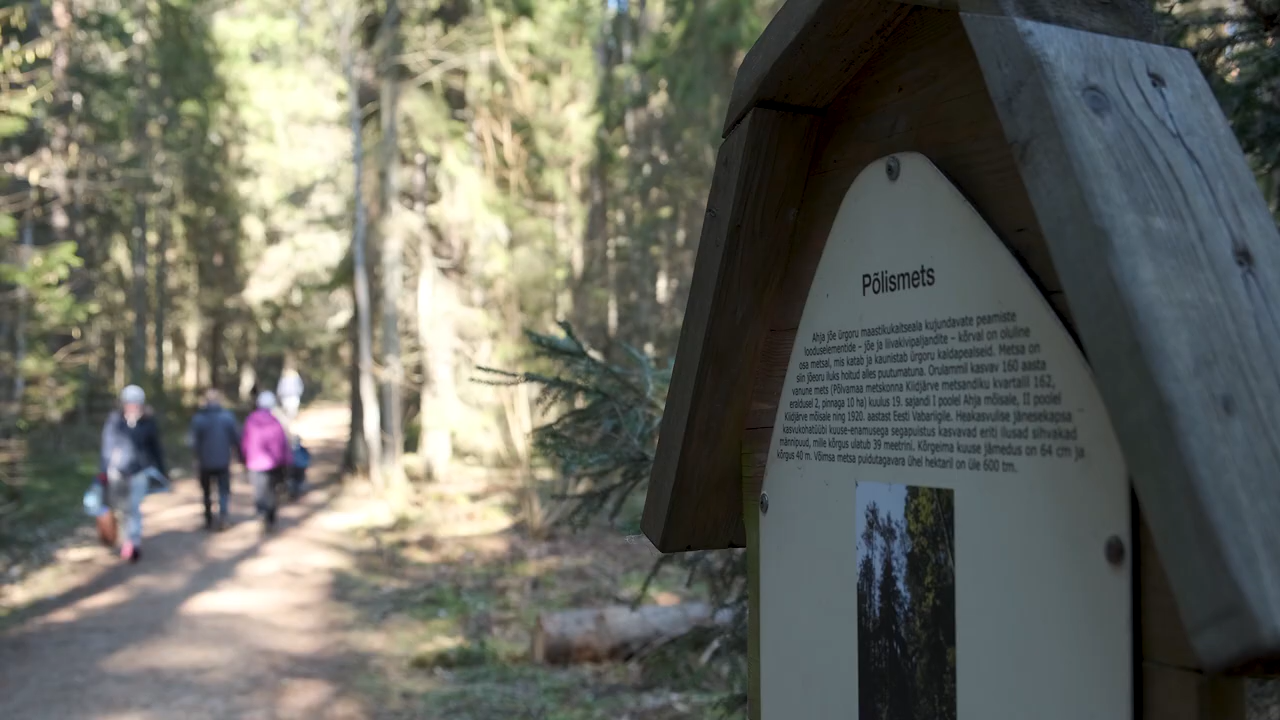 Põlismets
Ahja jõe ürgoru maastikukaitseala kujundavate peamiste
looduselementide – jõe ja liivakivipaljandite – kõrval on oluline
osa metsal, mis katab ja kaunistab ürgoru kaldapealseid. Metsa on
siin jõeoru iluks hoitud alles puutumatuna. Orulammil kasvav 160 aasta
vanune mets (Põlvamaa metskonna Kiidjärve metsandiku kvartalil 162,
eraldusel 2, pinnaga 10 ha) kuulus 19. sajandi I poolel Ahja mõisale, II poolel
Kiidjärve mõisale ning 1920. aastast Eesti Vabariigile. Heakasvulise jänesekapsa
kasvukohatüübi kuuse-enamusega segapuistus kasvavad eriti ilusad sihvakad
männipuud, mille kõrgus ulatub 39 meetrini. Kõrgeima kuuse jämedus on 64 cm ja
kõrgus 40 m. Võimsa metsa puidutagavara ühel hektaril on üle 600 tm.